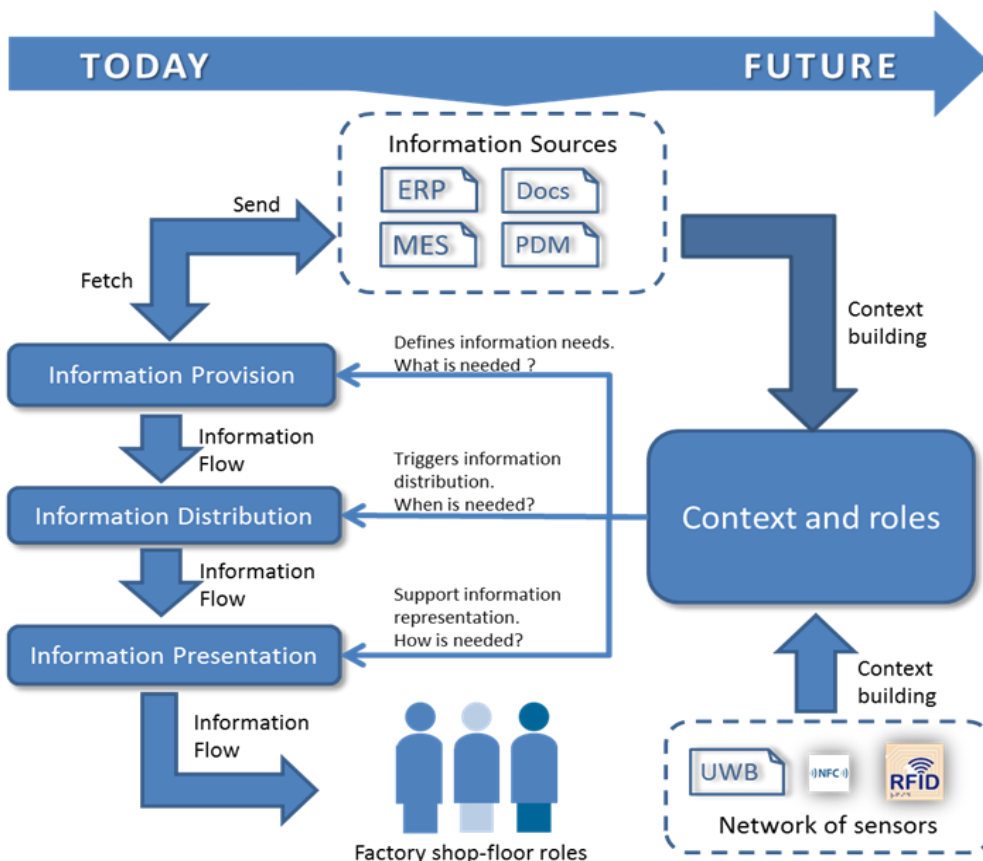 TODAY
FUTURE
Information Sources
ERP
Docs
MES
PDM
Send
Fetch
Context
building
Information Provision
Defines information needs.
What is needed ?
Information
Flow
Information Distribution
Triggers information
distribution.
When is needed?
Context and roles
Information
Flow
Information Presentation
Support information
representation.
How is needed?
Context
building
Information
Flow
UWB
NFC
RFiD
Network of sensors
Factory shop-floor roles